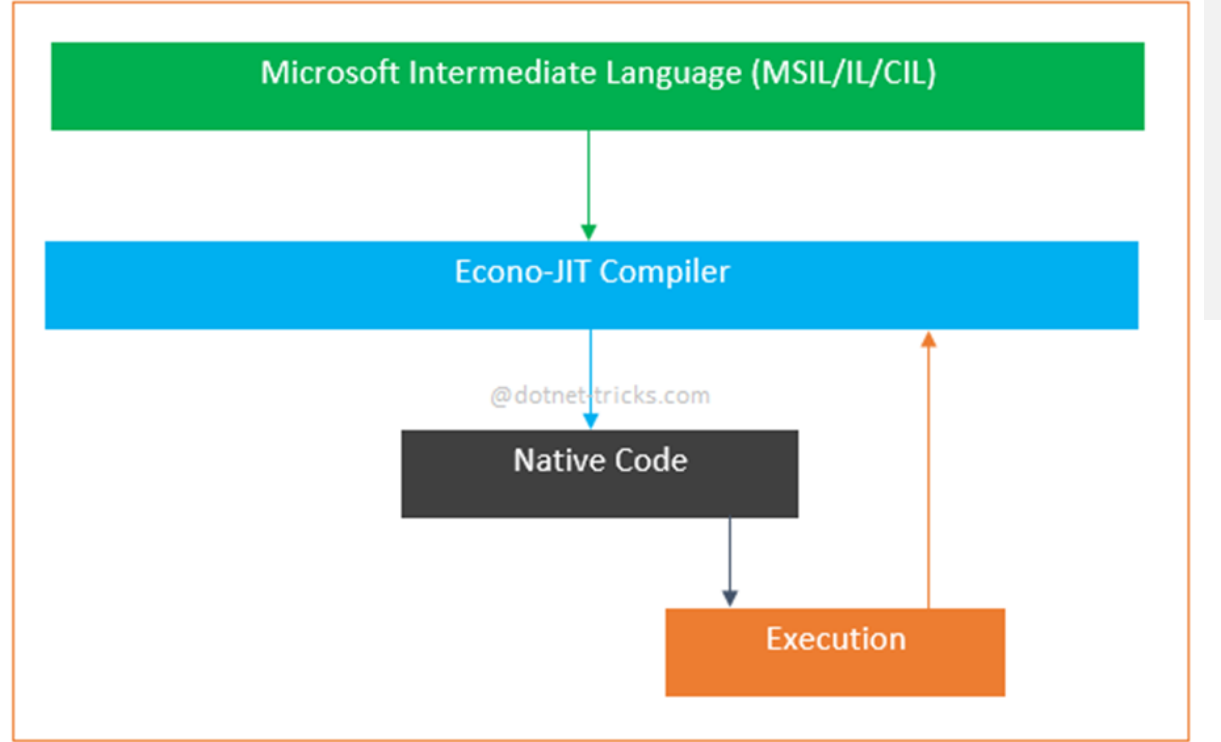 Microsoft Intermediate Language (MSIL/IL/CIL)
Econo-JIT Compiler
@dotnet-tricks.com
Native Code
Execution